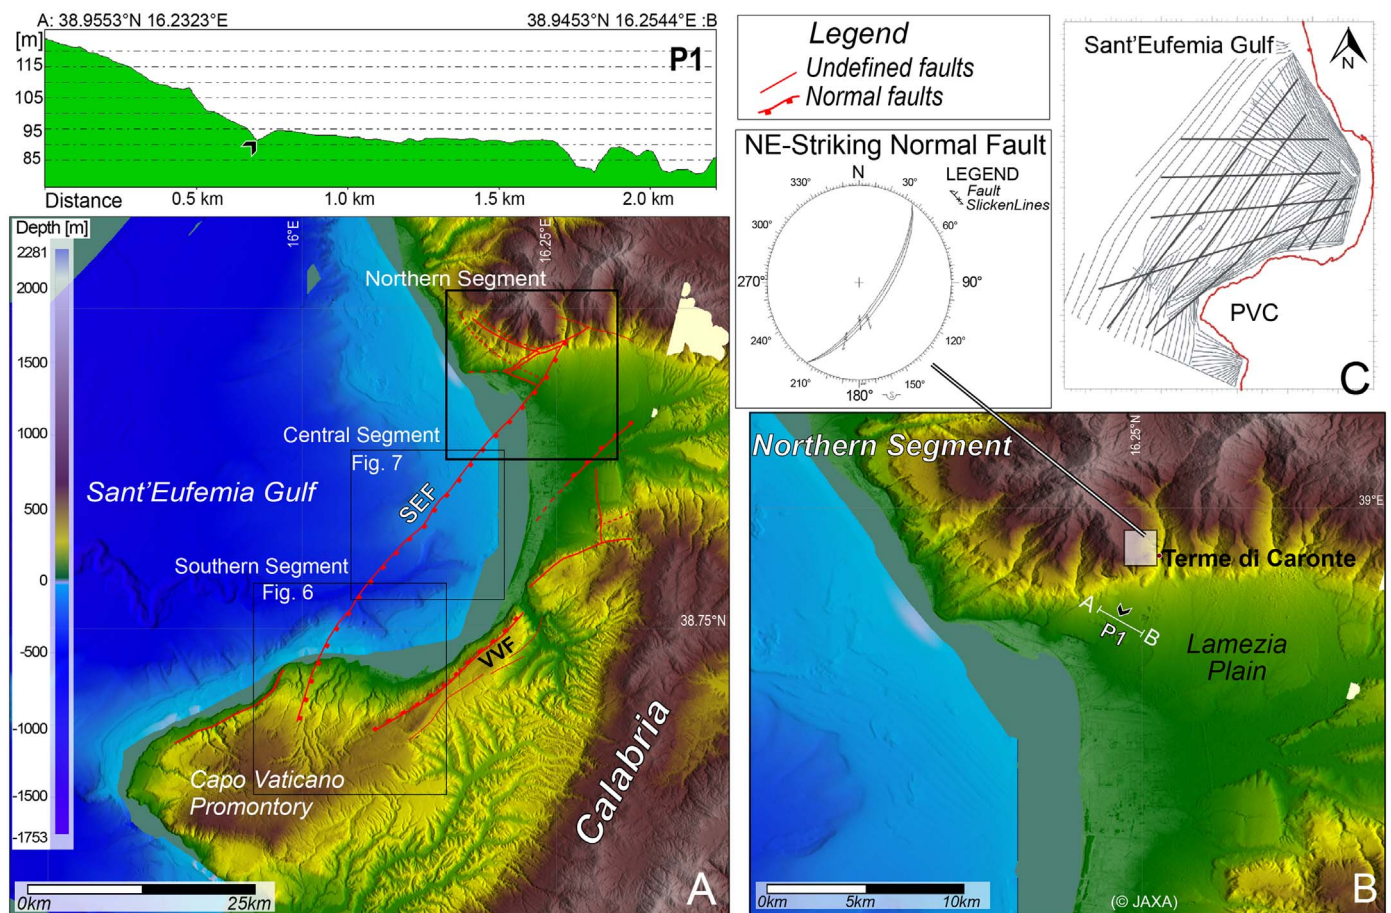 A: 38.9553°N 16.2323°E
38.9453°N 16.2544°E :B
[m]
P1
115
105
95
85
Distance
0.5 km
1.0 km
1.5 km
2.0 km
Legend
Undefined faults
Normal faults
NE-Striking Normal Fault
LEGEND
Fault
SlickenLines
N
330°
30°
300°
60°
270°
90°
240°
120°
210°
150°
180°
S
Sant'Eufemia Gulf
N
PVC
C
Depth [m]
2281
2000
1500
1000
500
0
-500
-1000
-1500
-1753
16°E
16.25°E
Northern Segment
Central Segment
Fig. 7
Sant'Eufemia Gulf
SEF
Southern Segment
Fig. 6
38.75°N
VVF
Capo Vaticano
Promontory
Calabria
0km
25km
A
Northern Segment
16.25°N
39°E
Terme di Caronte
A
P1
B
Lamezia
Plain
0km
5km
10km
(© JAXA)
B